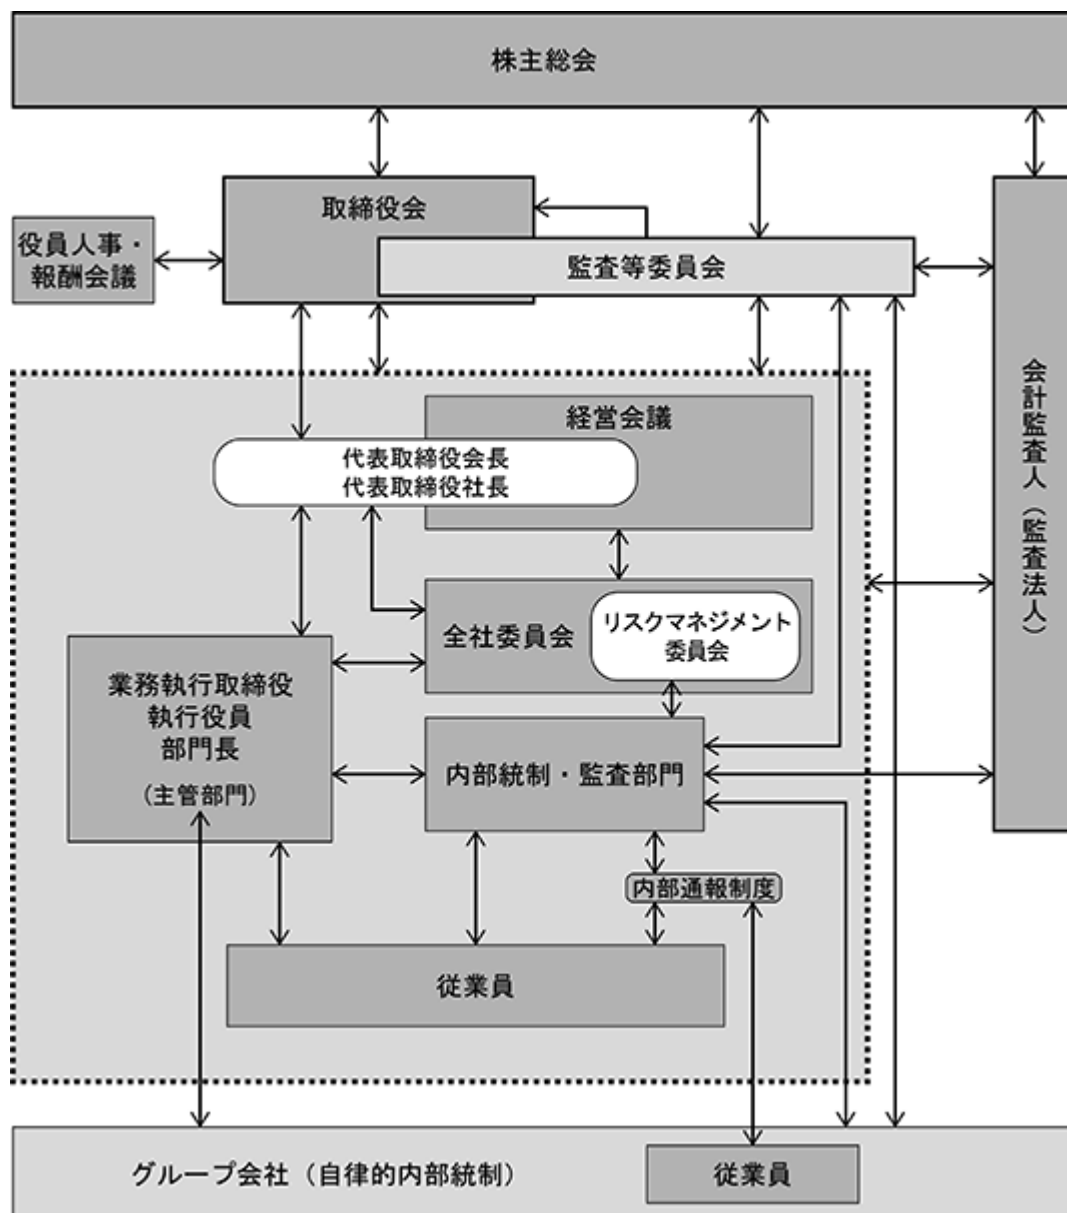 株主総会
取締役会
役員人事・
報酬会議
監査等委員会
会計監査人（監査法人）
経営会議
代表取締役会長
代表取締役社長
全社委員会
リスクマネジメント
委員会
業務執行取締役
執行役員
部門長
（主管部門）
内部統制・監査部門
内部通報制度
従業員
グループ会社（自律的内部統制）
従業員